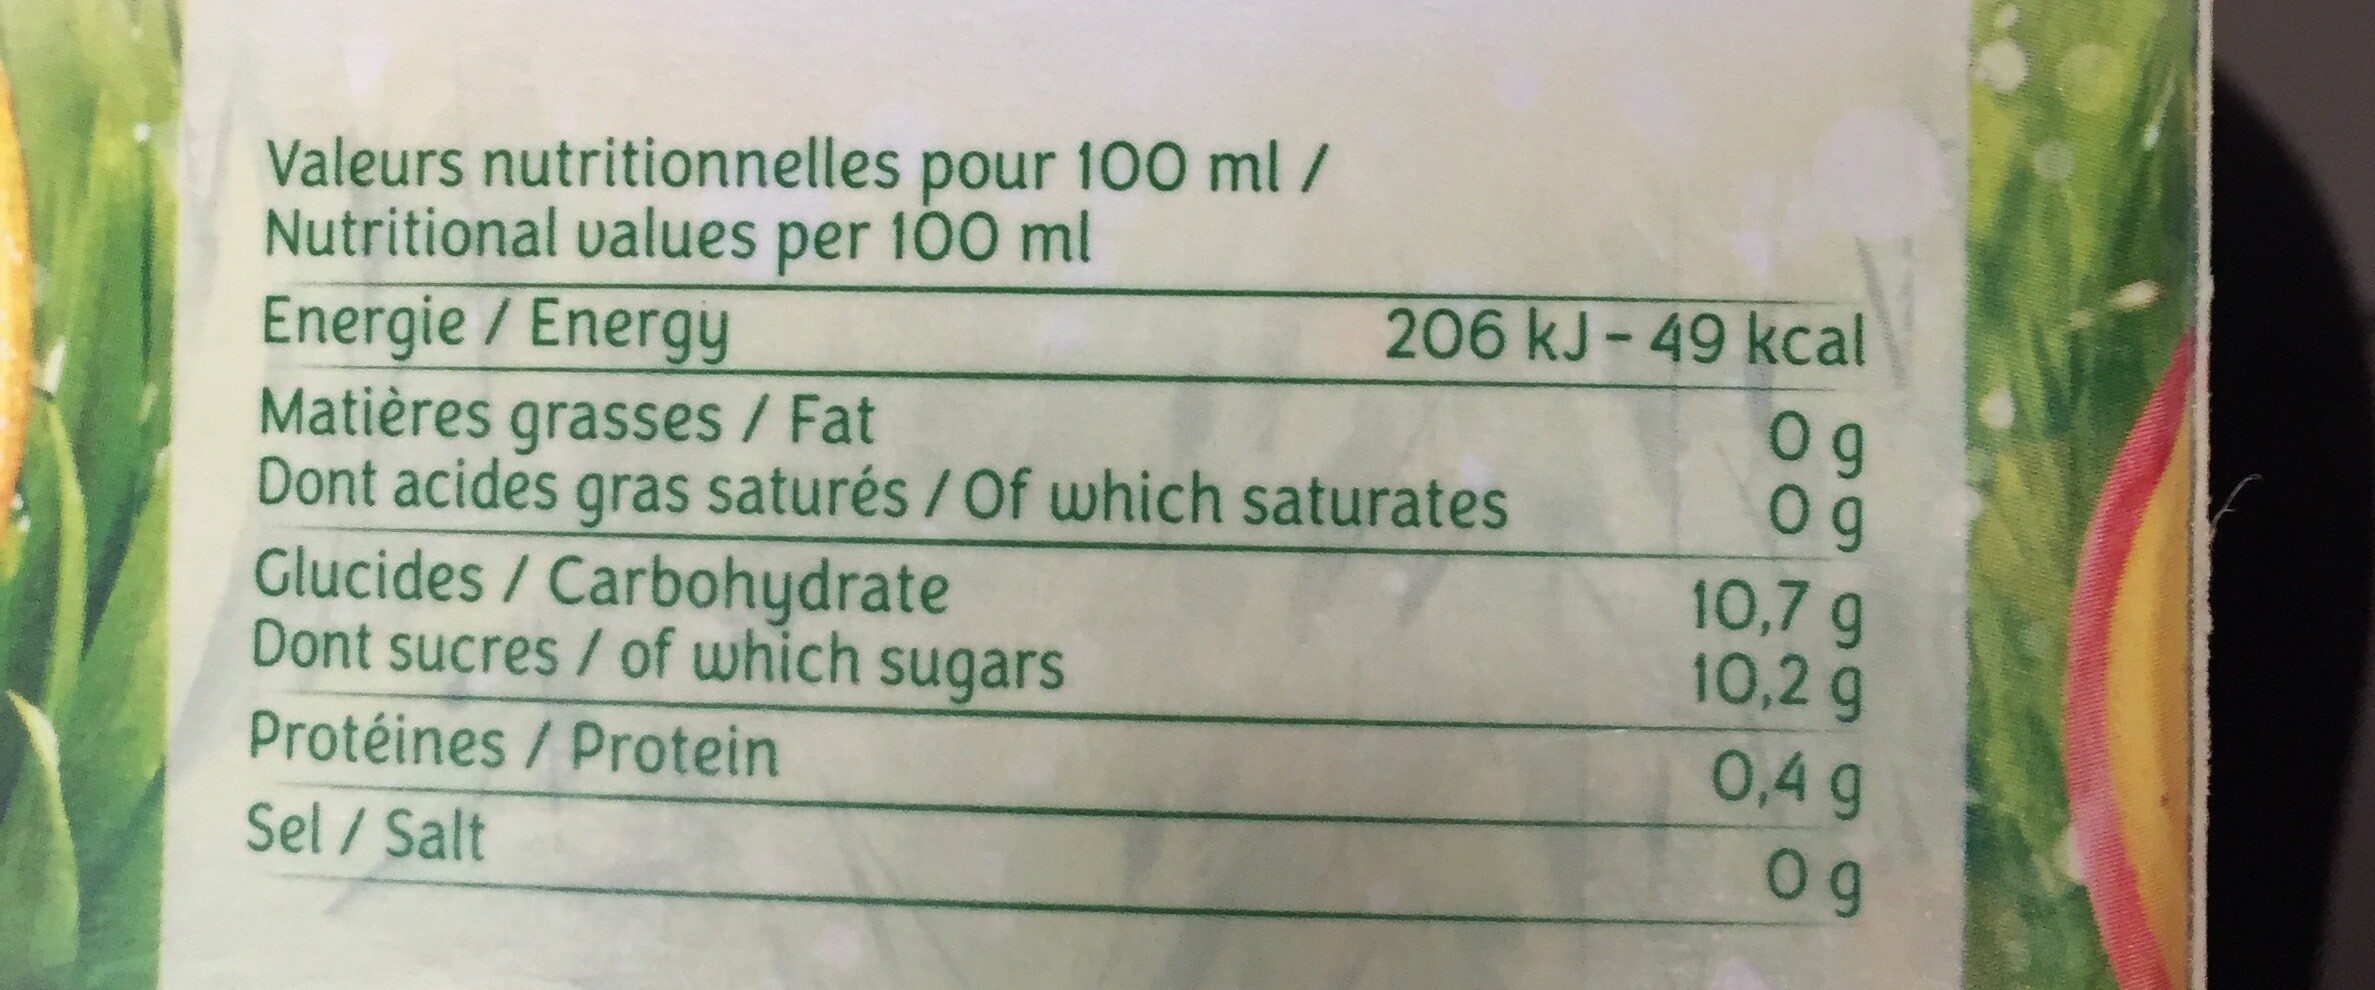 Valeurs nutritionnelles pour 100 ml /
Nutritional values per 100 ml
Energie / Energy 206 kJ - 49 kcal
Matières grasses / Fat 0 g
Dont acides gras saturés / Of which saturates 0 g
Glucides / Carbohydrate 10,7 g
Dont sucres / of which sugars 10,2 g
Protéines / Protein 0,4 g
Sel / Salt 0 g